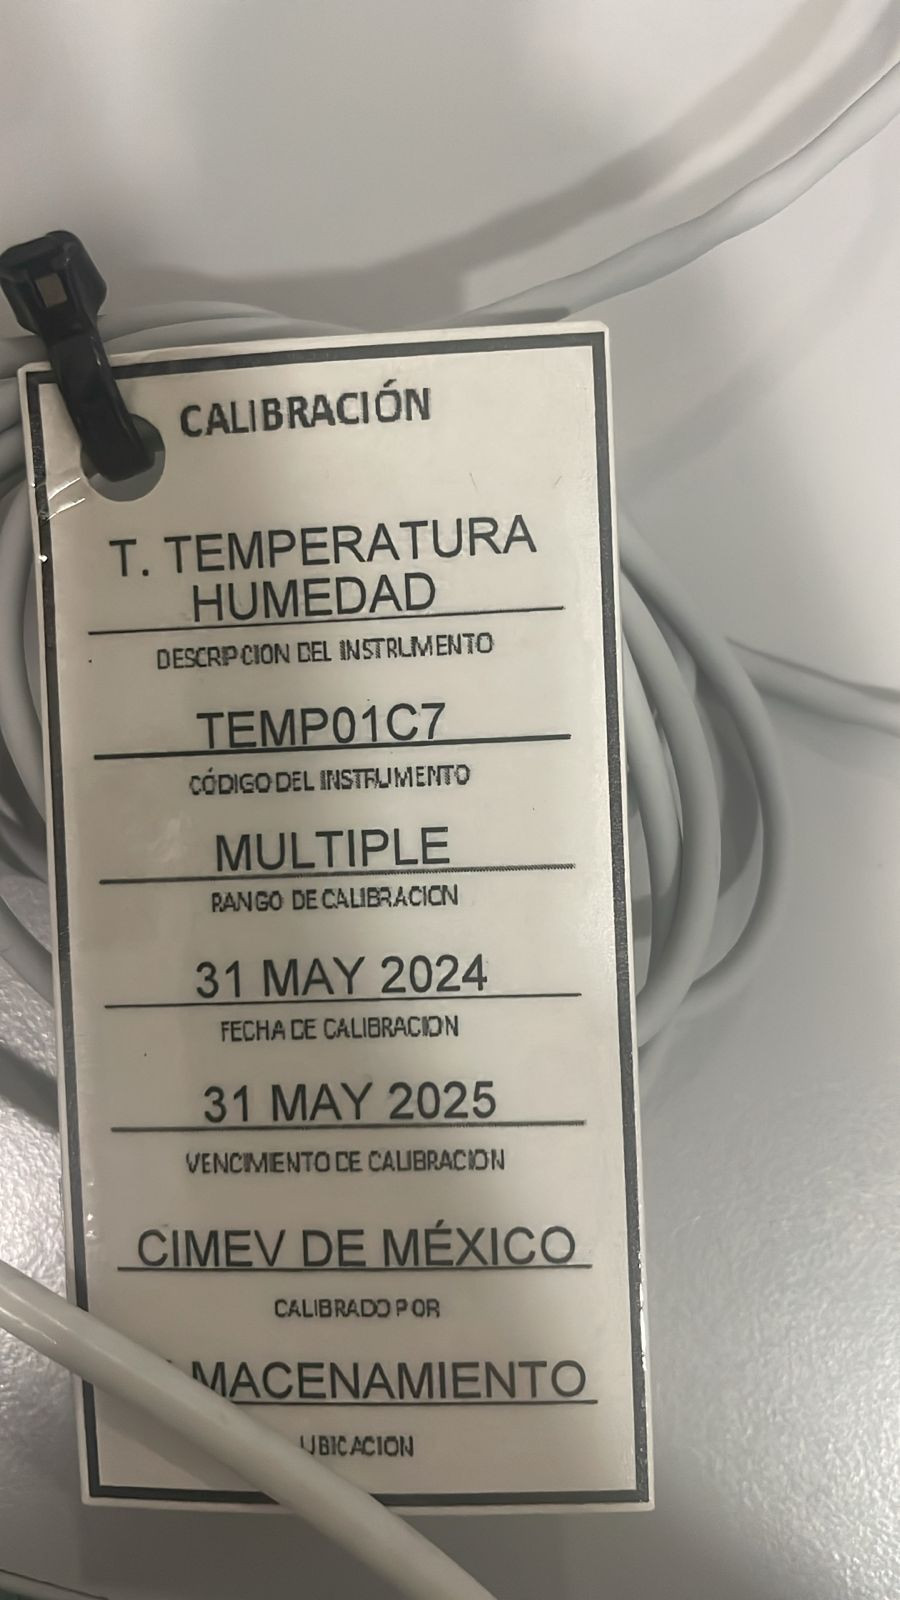 CALIBRACIÓN
T. TEMPERATURA
HUMEDAD
DESCRIPCION DEL INSTRUMENTO
TEMP01C7
CÓDIGO DEL INSTRUMENTO
MULTIPLE
RANGO DE CALIBRACION
31 MAY 2024
FECHA DE CALIBRACION
31 MAY 2025
VENCIMIENTO DE CALIBRACION
CIMEV DE MÉXICO
CALIBRADO POR
MACENAMIENTO
UBICACION